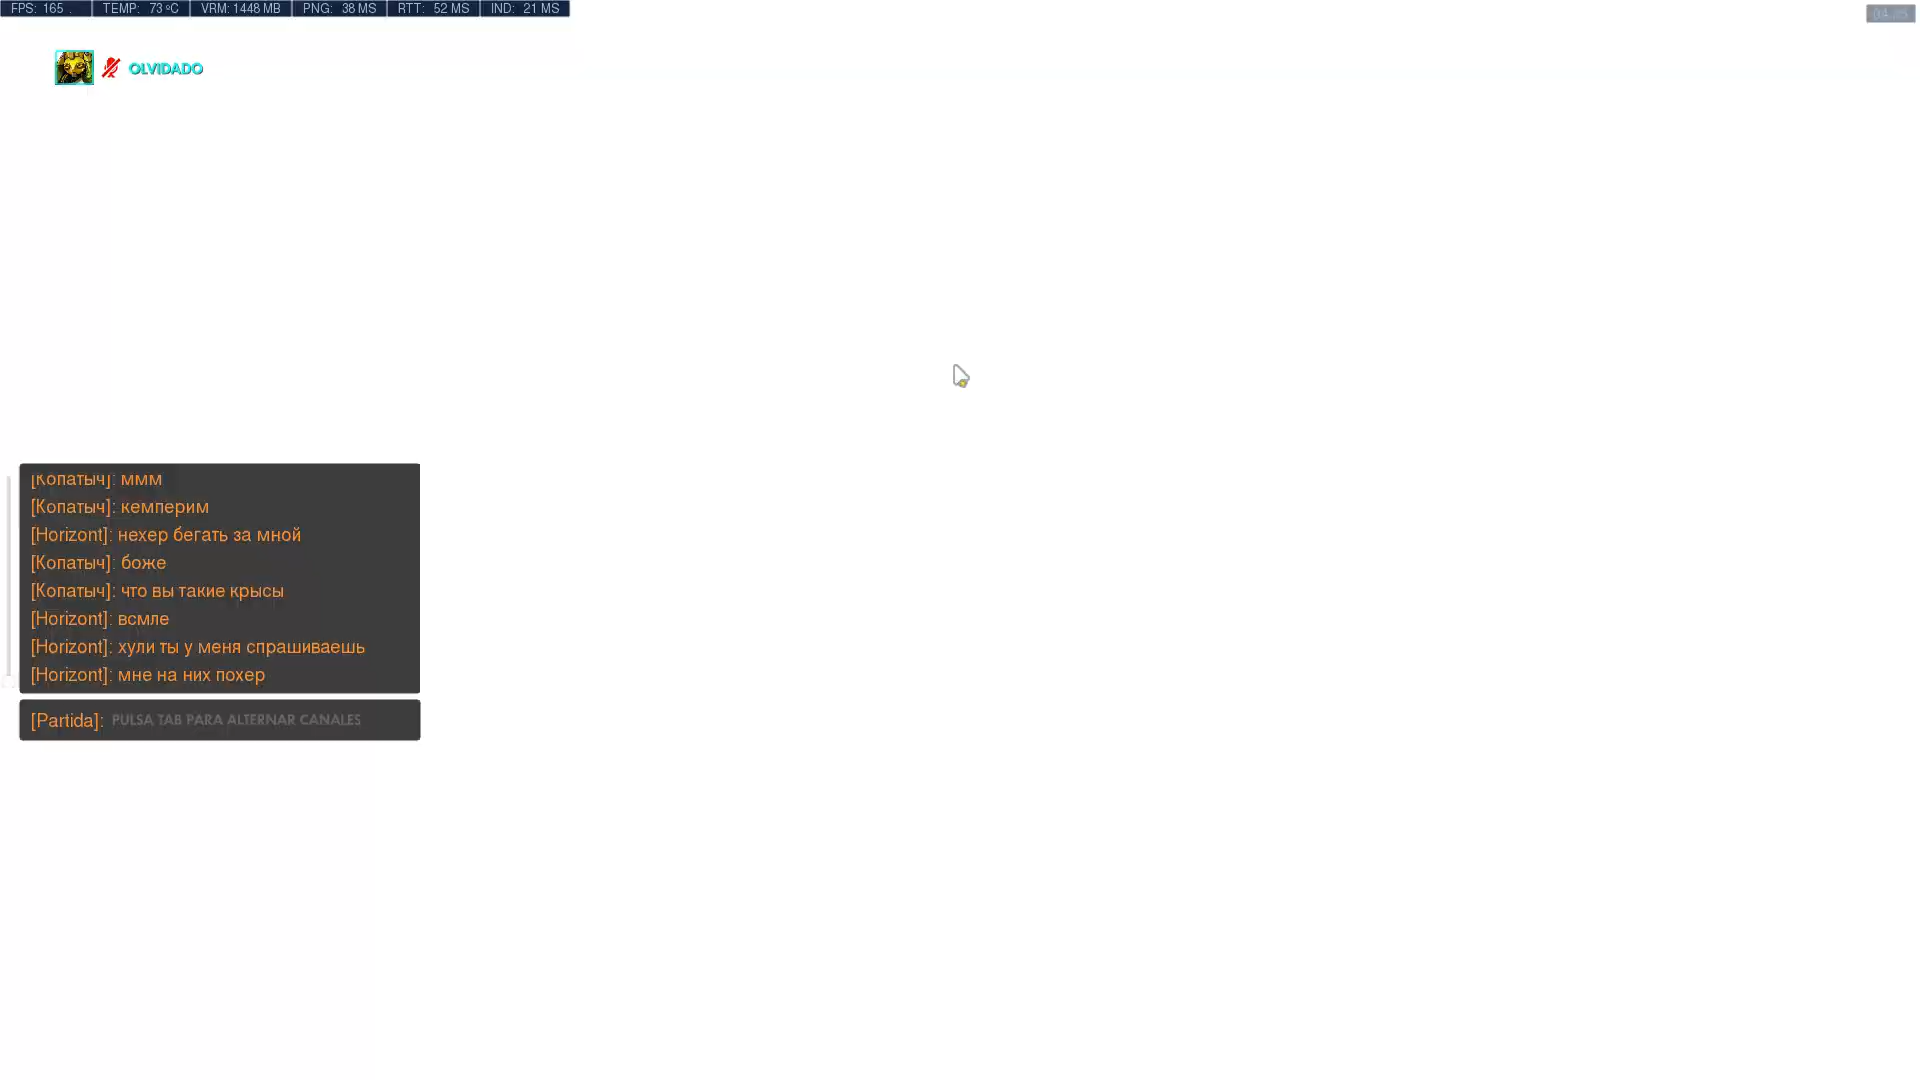 FPS: 165 . TEMP: 73 ºC VRM: 1448 MB PNG: 38 MS RTT: 52 MS IND: 21 MS
OLVIDADO
[Копатыч]: ммм
[Копатыч]: кемперим
[Horizont]: нехер бегать за мной
[Копатыч]: боже
[Копатыч]: что вы такие крысы
[Horizont]: всмле
[Horizont]: хули ты у меня спрашиваешь
[Horizont]: мне на них похер
[Partida]: PULSA TAB PARA ALTERNAR CANALES